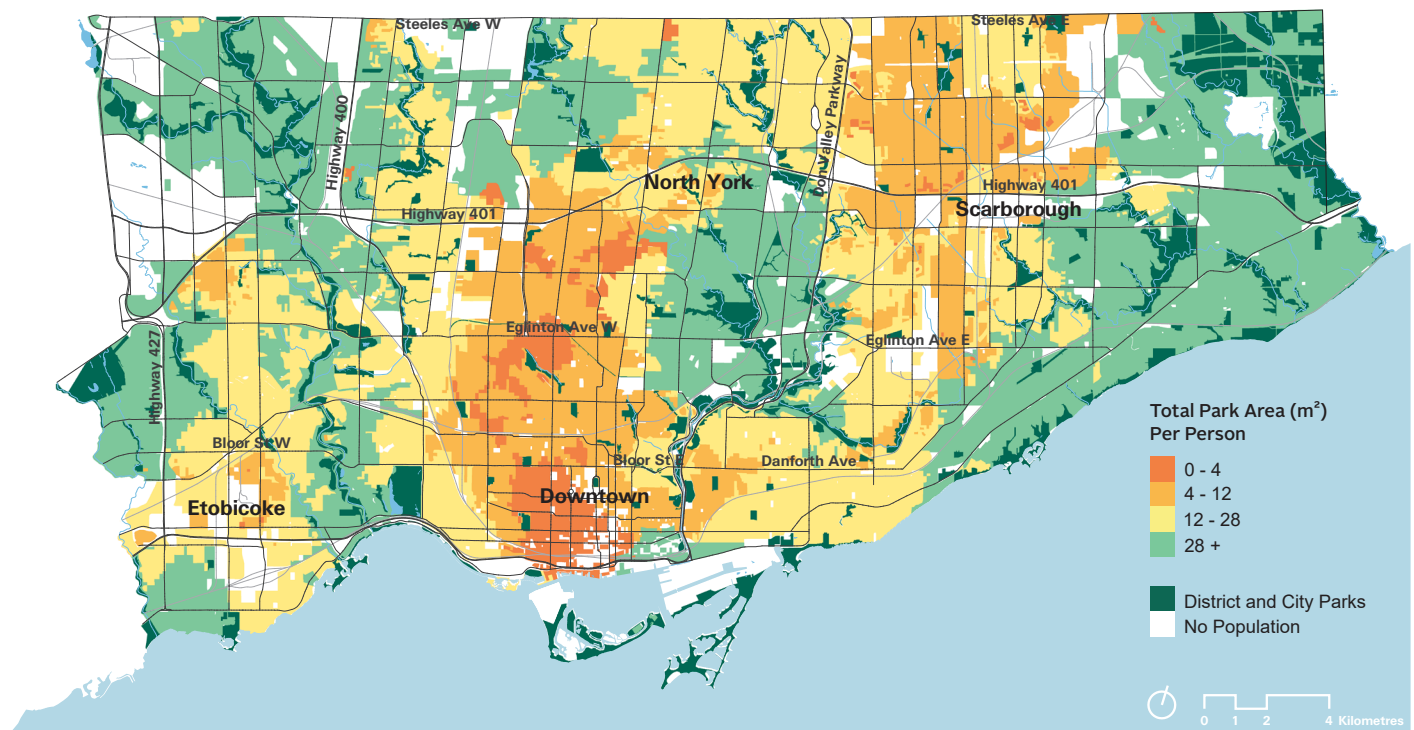 Steeles Ave W
Steeles Ave E
Highway 400
Don Valley Parkway
North York
Highway 401
Scarborough
Highway 401
Eglinton Ave W
Eglinton Ave E
Highway 427
Bloor St W
Bloor St E
Danforth Ave
Etobicoke
Downtown
Total Park Area (m²)
Per Person
0 - 4
4 - 12
12 - 28
28 +
District and City Parks
No Population
0 1 2 4 Kilometres